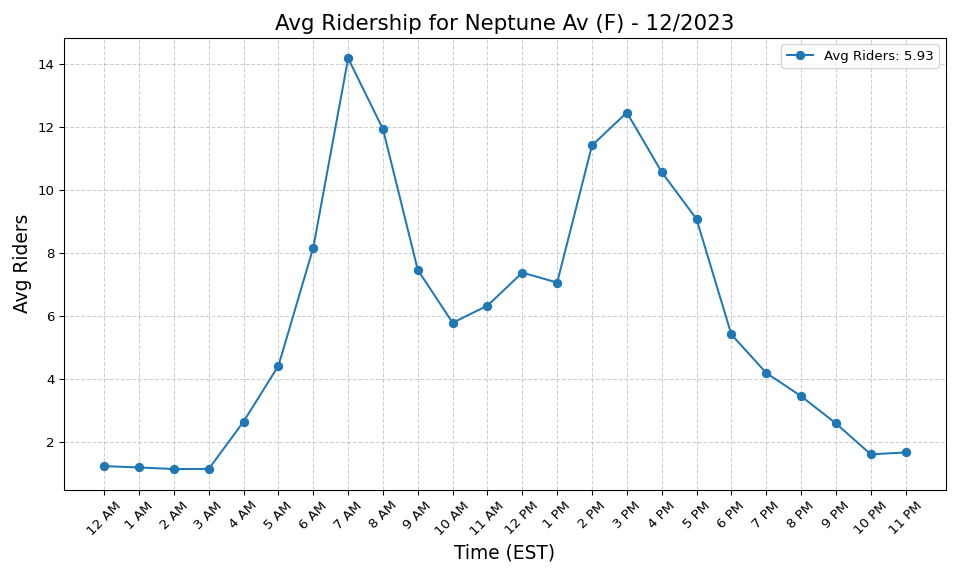 Avg Ridership for Neptune Av (F) - 12/2023
Avg Riders: 5.93
Avg Riders
14
12
10
8
6
4
2
12 AM
1 AM
2 AM
3 AM
4 AM
5 AM
6 AM
7 AM
8 AM
9 AM
10 AM
11 AM
12 PM
1 PM
2 PM
3 PM
4 PM
5 PM
6 PM
7 PM
8 PM
9 PM
10 PM
11 PM
Time (EST)